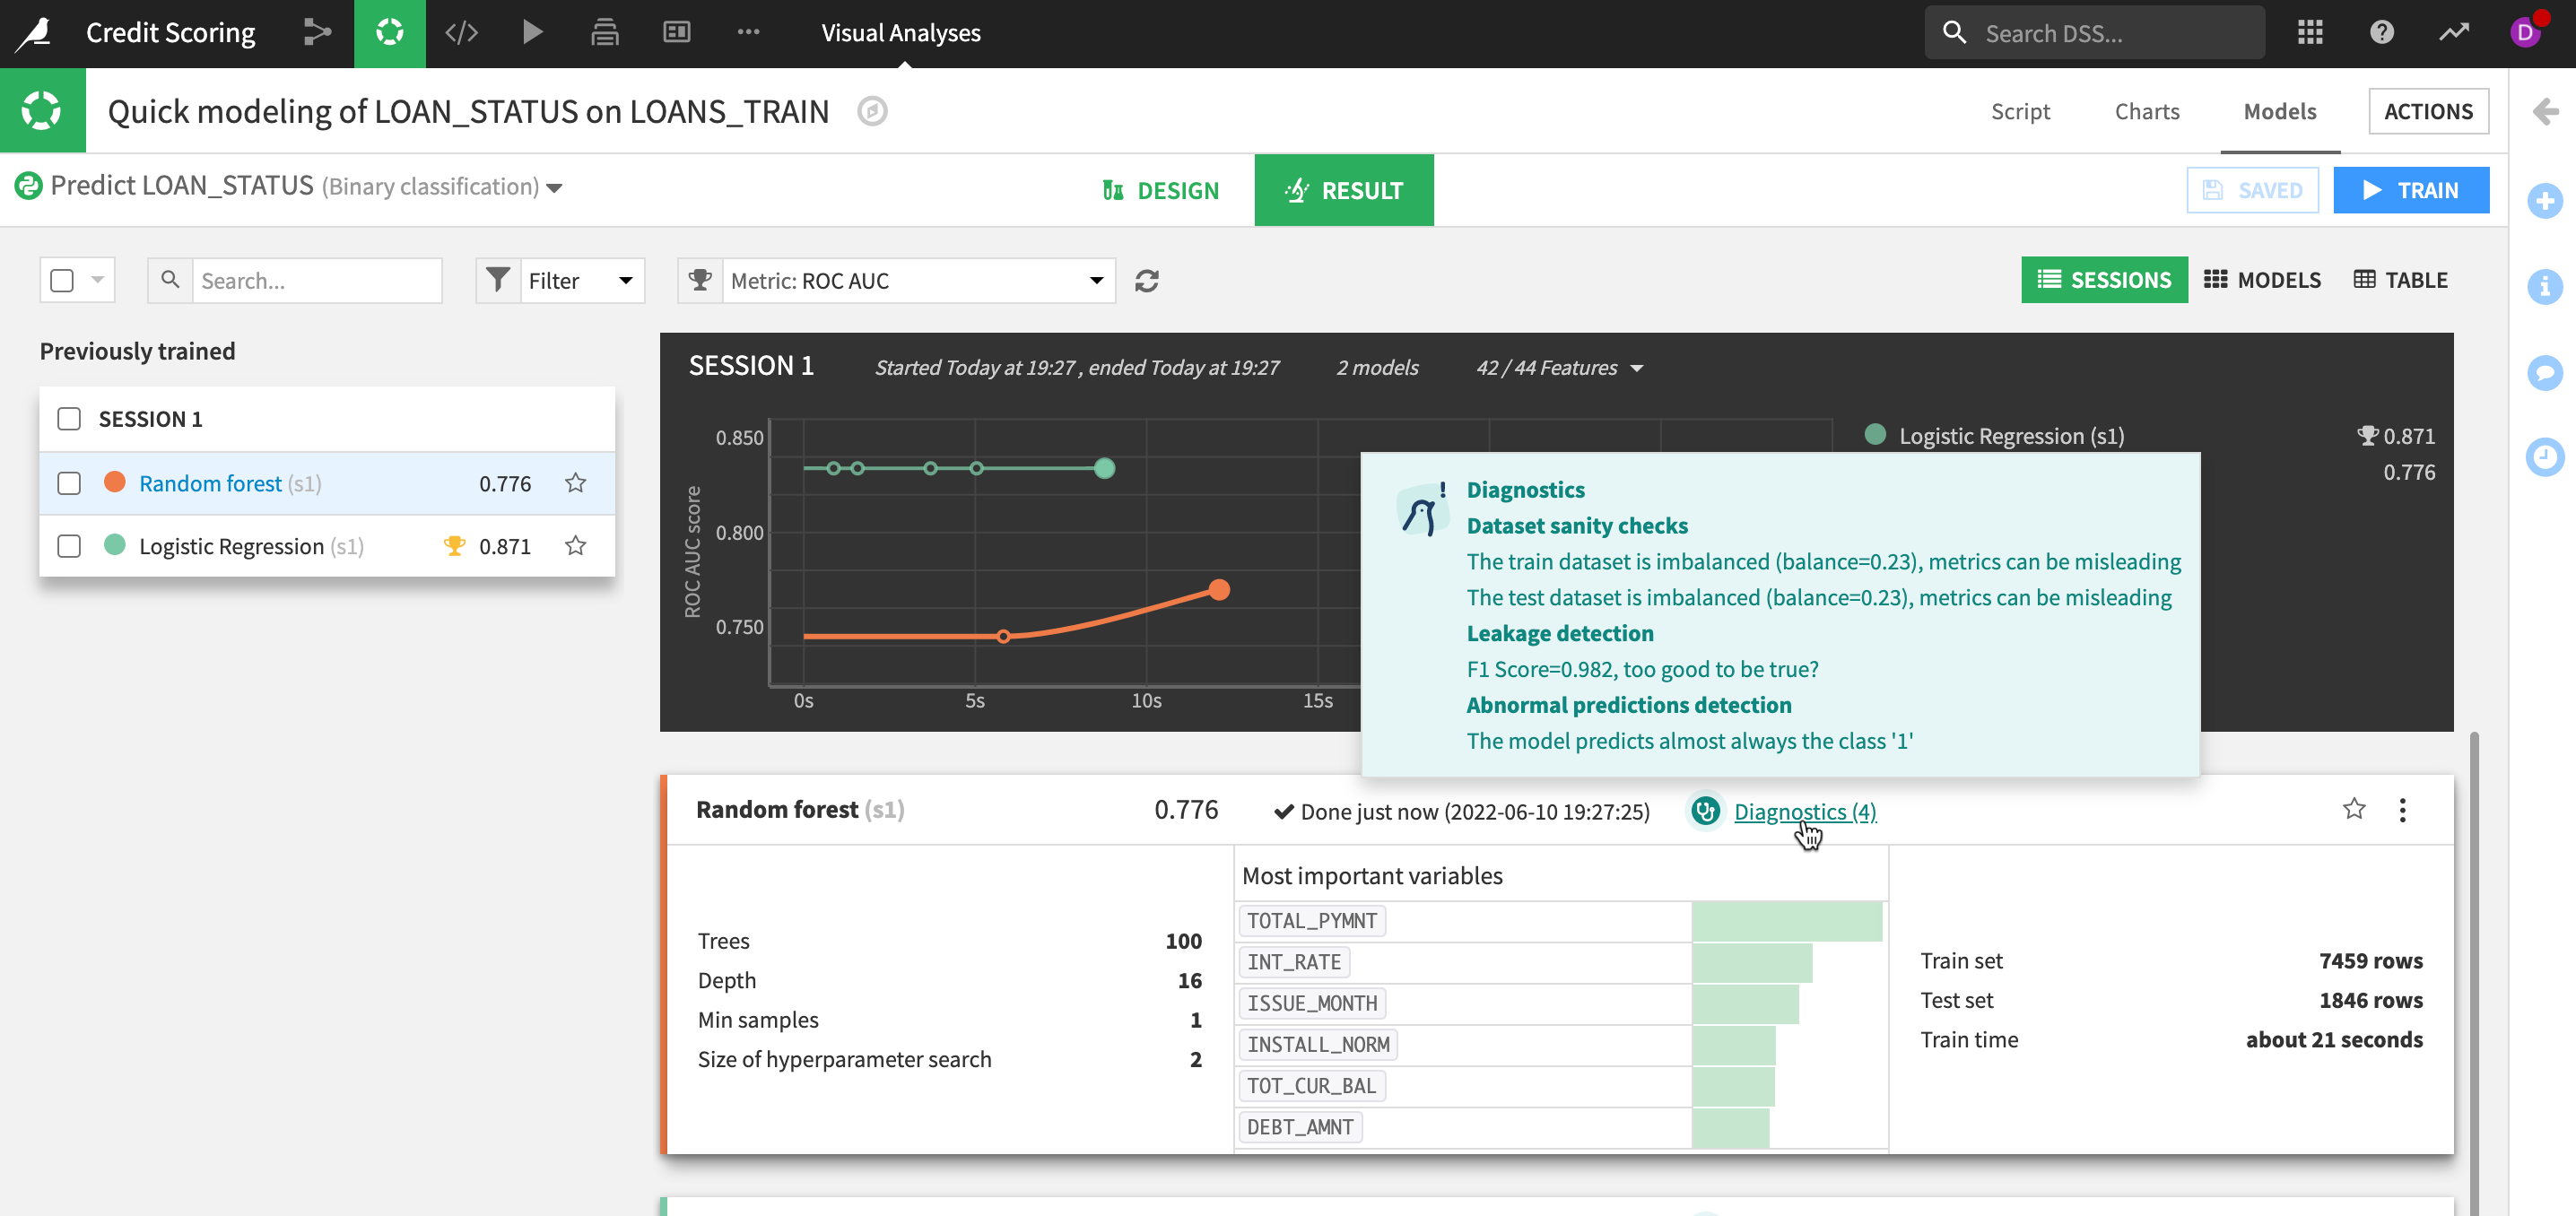 Credit Scoring
Visual Analyses
Search DSS...
D
Quick modeling of LOAN_STATUS on LOANS_TRAIN
Script
Charts
Models
ACTIONS
Predict LOAN_STATUS (Binary classification)
DESIGN
RESULT
SAVED
TRAIN
Search...
Filter
Metric: ROC AUC
SESSIONS
MODELS
TABLE
Previously trained
SESSION 1
Random forest (s1) 0.776
Logistic Regression (s1) 0.871
SESSION 1
Started Today at 19:27 , ended Today at 19:27
2 models
42 / 44 Features
ROC AUC score
0.850
0.800
0.750
0s 5s 10s 15s
Logistic Regression (s1) 0.871
0.776
Diagnostics
Dataset sanity checks
The train dataset is imbalanced (balance=0.23), metrics can be misleading
The test dataset is imbalanced (balance=0.23), metrics can be misleading
Leakage detection
F1 Score=0.982, too good to be true?
Abnormal predictions detection
The model predicts almost always the class '1'
Random forest (s1)
0.776
Done just now (2022-06-10 19:27:25)
Diagnostics (4)
Trees 100
Depth 16
Min samples 1
Size of hyperparameter search 2
Most important variables
TOTAL_PYMNT
INT_RATE
ISSUE_MONTH
INSTALL_NORM
TOT_CUR_BAL
DEBT_AMNT
Train set 7459 rows
Test set 1846 rows
Train time about 21 seconds